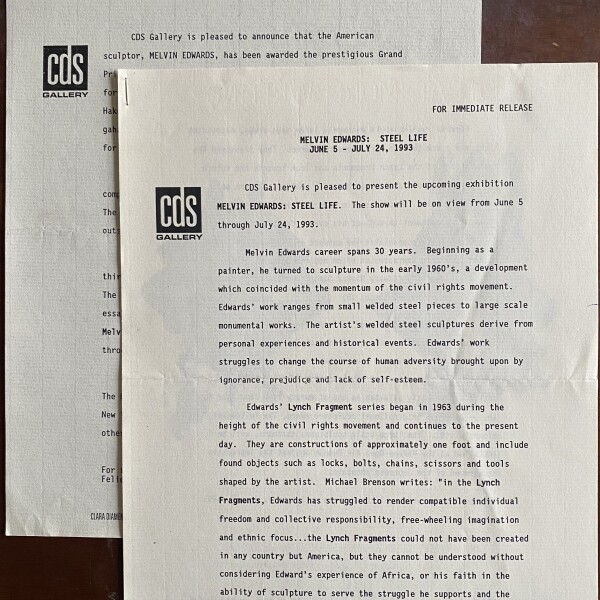 CDS Gallery is pleased to announce that the American
sculptor, MELVIN EDWARDS, has been awarded the prestigious Grand
cds
GALLERY
for
for
The
out
The
Melv
The
New
othe
For
CLARA DIAMEN
FOR IMMEDIATE RELEASE
MELVIN EDWARDS: STEEL LIFE
JUNE 5 - JULY 24, 1993
CDS Gallery is pleased to present the upcoming exhibition
MELVIN EDWARDS: STEEL LIFE. The show will be on view from June 5
through July 24, 1993.
cds
GALLERY
Melvin Edwards career spans 30 years. Beginning as a
painter, he turned to sculpture in the early 1960's, a development
which coincided with the momentum of the civil rights movement.
Edwards' work ranges from small welded steel pieces to large scale
monumental works. The artist's welded steel sculptures derive from
personal experiences and historical events. Edwards' work
struggles to change the course of human adversity brought upon by
ignorance, prejudice and lack of self-esteem.
Edwards' Lynch Fragment series began in 1963 during the
height of the civil rights movement and continues to the present
day. They are constructions of approximately one foot and include
found objects such as locks, bolts, chains, scissors and tools
shaped by the artist. Michael Brenson writes: "in the Lynch
Fragments, Edwards has struggled to render compatible individual
freedom and collective responsibility, free-wheeling imagination
and ethnic focus...the Lynch Fragments could not have been created
in any country but America, but they cannot be understood without
considering Edward's experience of Africa, or his faith in the
ability of sculpture to serve the struggle he supports and the